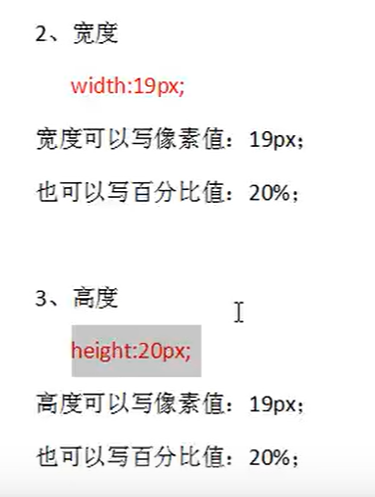 2、宽度
width:19px;
宽度可以写像素值：19px；
也可以写百分比值：20%；
3、高度
height:20px;
高度可以写像素值：19px；
也可以写百分比值：20%；